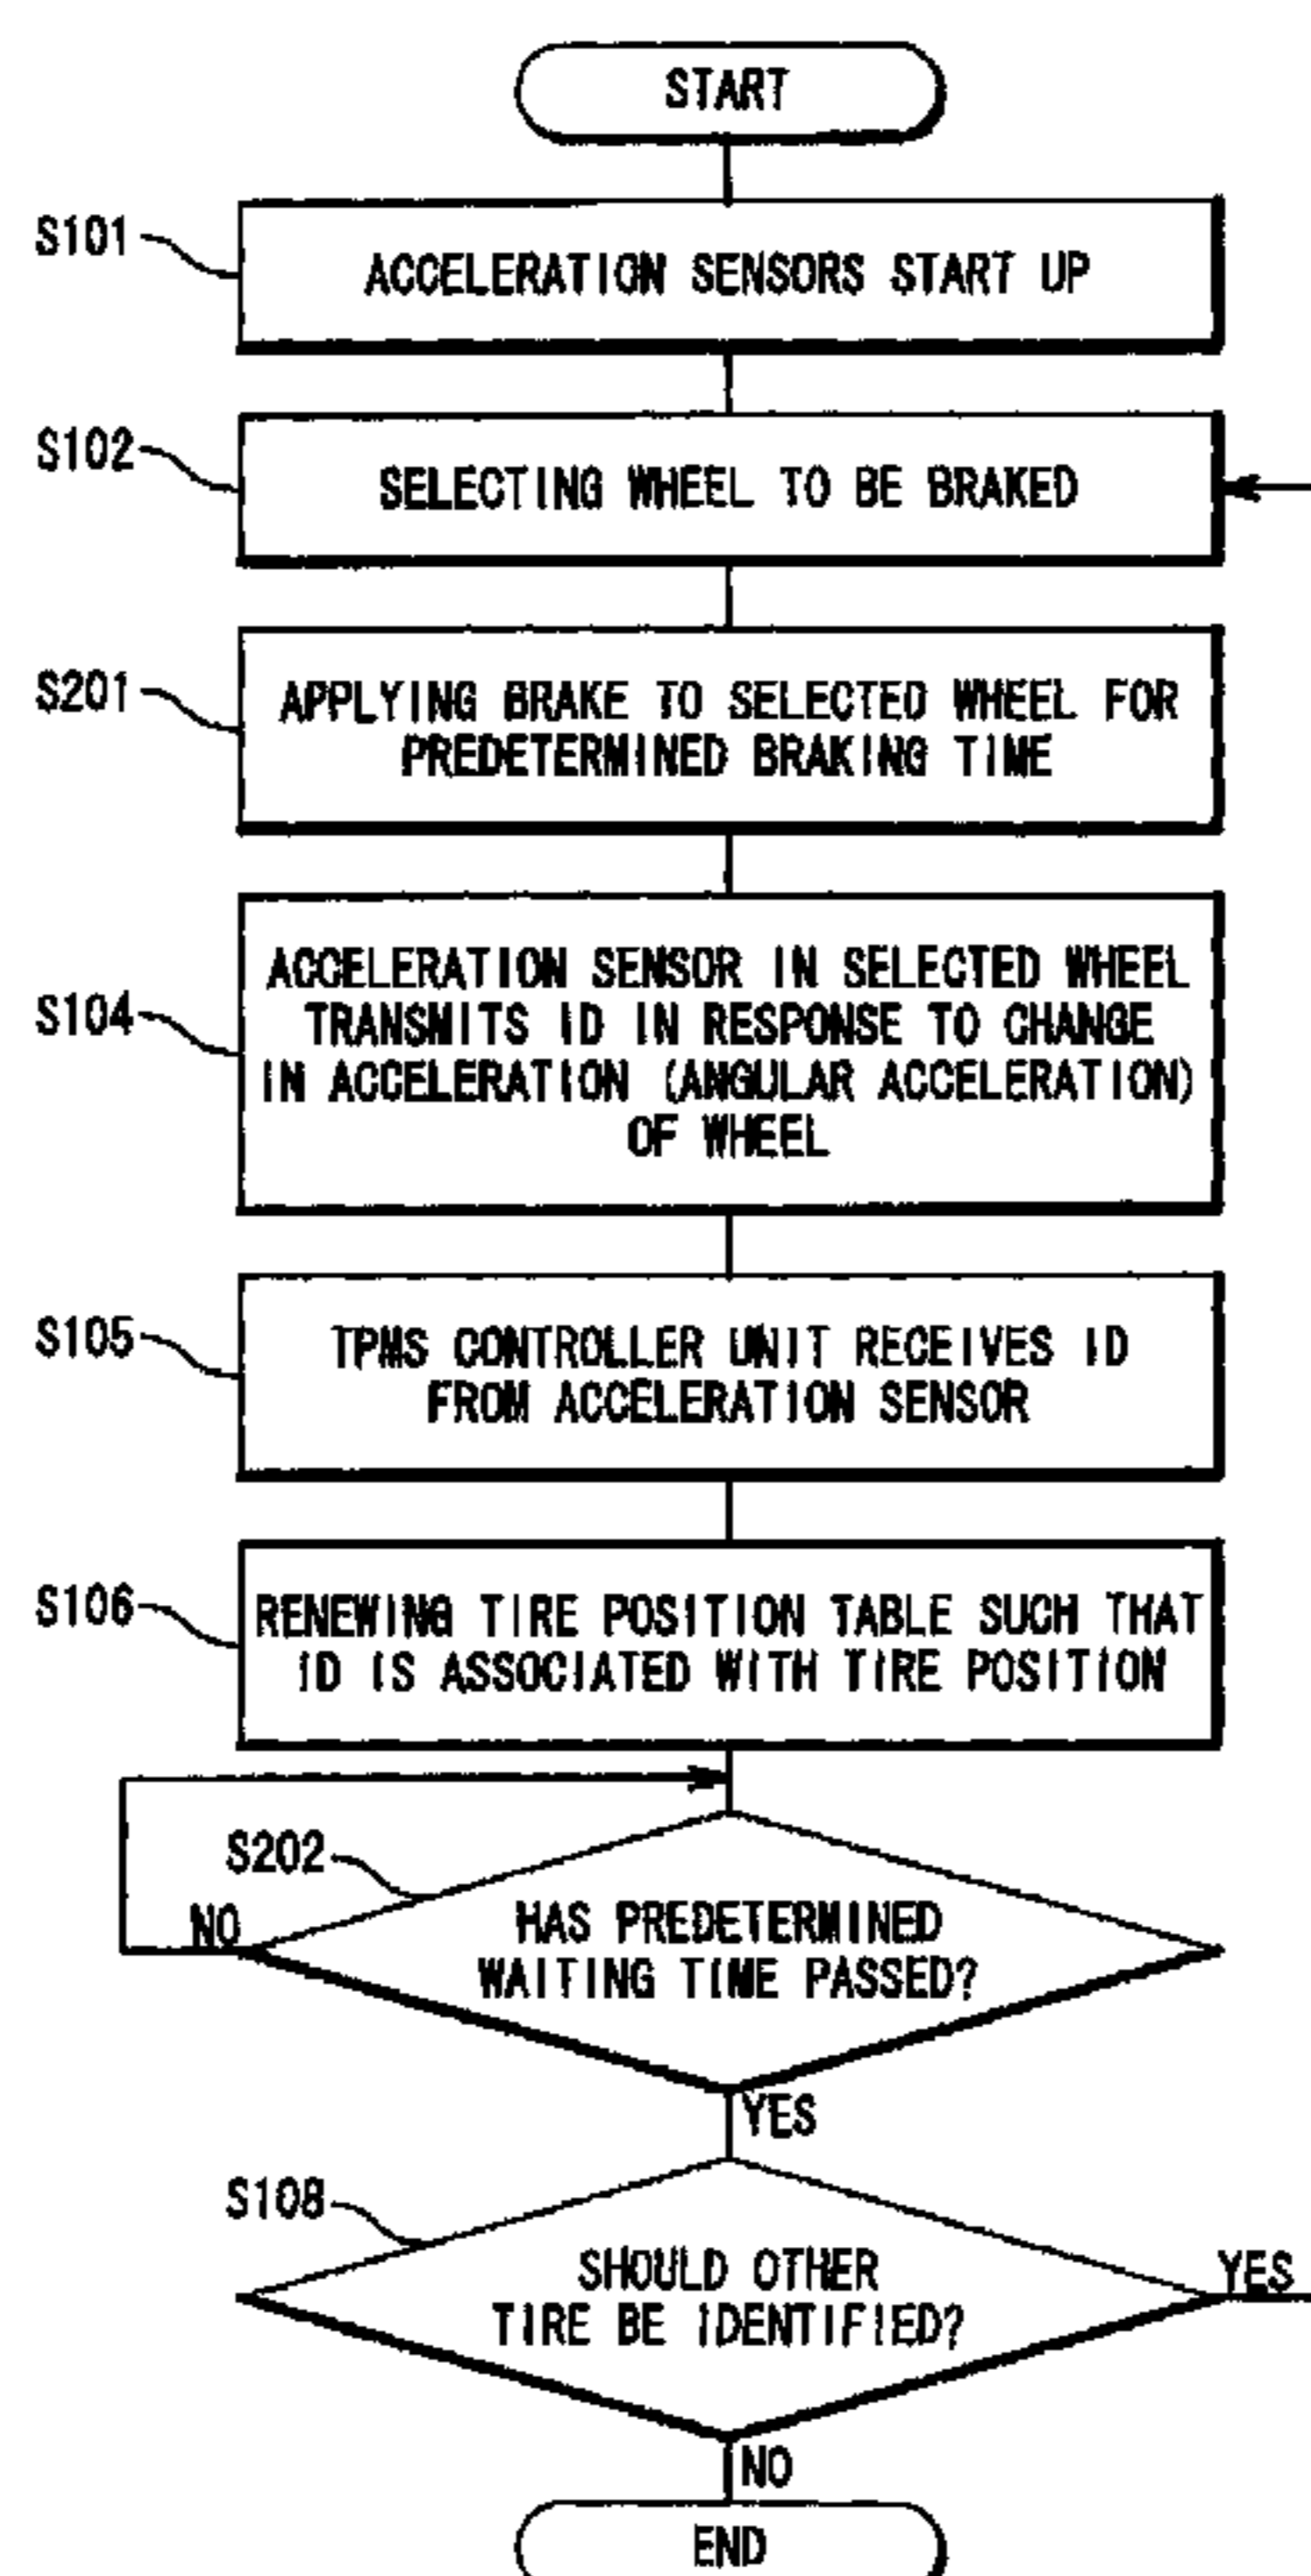 START
S101
ACCELERATION SENSORS START UP
S102
SELECTING WHEEL TO BE BRAKED
S201
APPLYING BRAKE TO SELECTED WHEEL FOR
PREDETERMINED BRAKING TIME
S104
ACCELERATION SENSOR IN SELECTED WHEEL
TRANSMITS ID IN RESPONSE TO CHANGE
IN ACCELERATION (ANGULAR ACCELERATION)
OF WHEEL
S105
TPMS CONTROLLER UNIT RECEIVES ID
FROM ACCELERATION SENSOR
S106
RENEWING TIRE POSITION TABLE SUCH THAT
ID IS ASSOCIATED WITH TIRE POSITION
S202
NO
HAS PREDETERMINED
WAITING TIME PASSED?
YES
S108
SHOULD OTHER
TIRE BE IDENTIFIED?
YES
NO
END